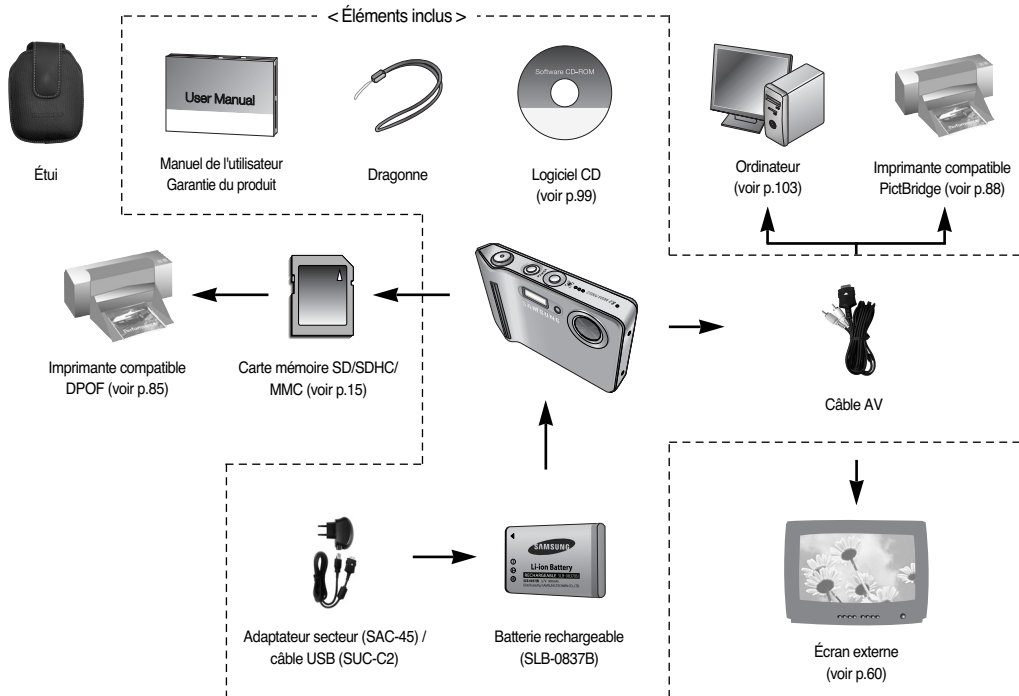 < Éléments inclus >
User Manual
Software CD-ROM
Étui
Manuel de l'utilisateur
Garantie du produit
Dragonne
Logiciel CD
(voir p.99)
Ordinateur
(voir p.103)
Imprimante compatible
PictBridge (voir p.88)
SAMSUNG
Imprimante compatible
DPOF (voir p.85)
Carte mémoire SD/SDHC/
MMC (voir p.15)
Câble AV
SAMSUNG
Li-ion Battery
RECHARGEABLE SLB-0837(B)
Adaptateur secteur (SAC-45) /
câble USB (SUC-C2)
Batterie rechargeable
(SLB-0837B)
Écran externe
(voir p.60)